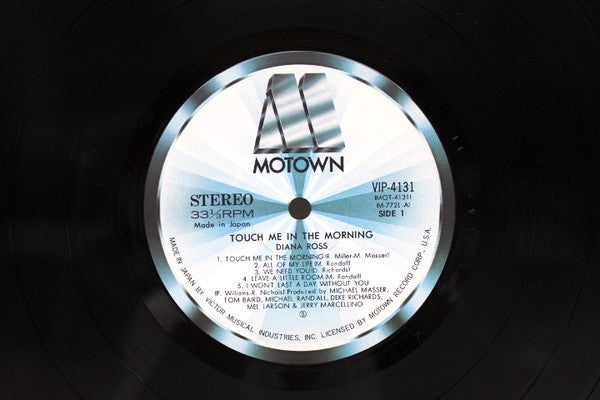 MOTOWN
STEREO
33⅓RPM
Made in Japan
VIP-4131
(MOT-4131)
(M-772L-A)
SIDE 1
TOUCH ME IN THE MORNING
DIANA ROSS
1. TOUCH ME IN THE MORNING(R. Miller-M. Masser)
2. ALL OF MY LIFE(M. Randall)
3. WE NEED YOU(D. Richards)
4. LEAVE A LITTLE ROOM(M. Randall)
5. I WON'T LAST A DAY WITHOUT YOU
(P. Williams-R. Nichols) Produced by MICHAEL MASSER,
TOM BAIRD, MICHAEL RANDALL, DEKE RICHARDS,
MEL LARSON & JERRY MARCELLINO
MADE IN JAPAN BY VICTOR MUSICAL INDUSTRIES, INC. LICENSED BY MOTOWN RECORD CORP., U.S.A.